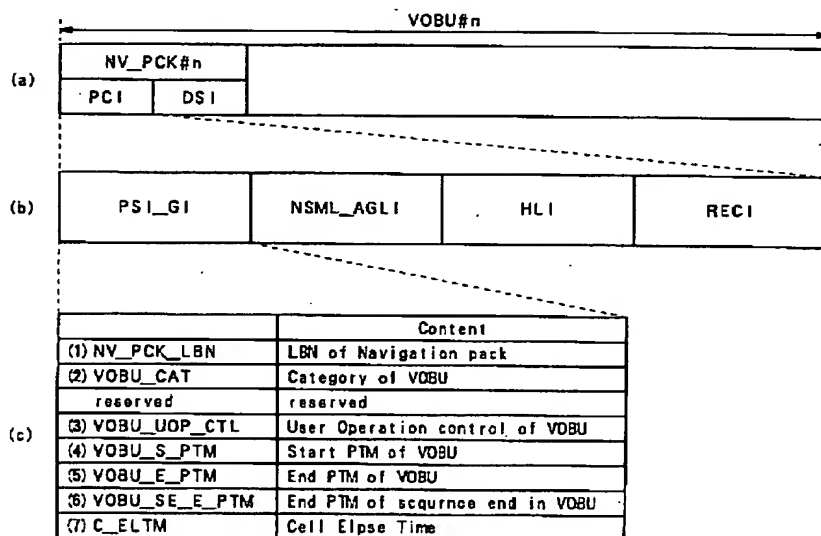 VOBU#n
(a)
NV_PCK#n
PCI DSI
(b)
PSI_GI NSML_AGLI HLI RECI
(c)
Content
(1) NV_PCK_LBN LBN of Navigation pack
(2) VOBU_CAT Category of VOBU
reserved reserved
(3) VOBU_UOP_CTL User Operation control of VOBU
(4) VOBU_S_PTM Start PTM of VOBU
(5) VOBU_E_PTM End PTM of VOBU
(6) VOBU_SE_E_PTM End PTM of scqurnce end in VOBU
(7) C_ELTM Cell Elpse Time